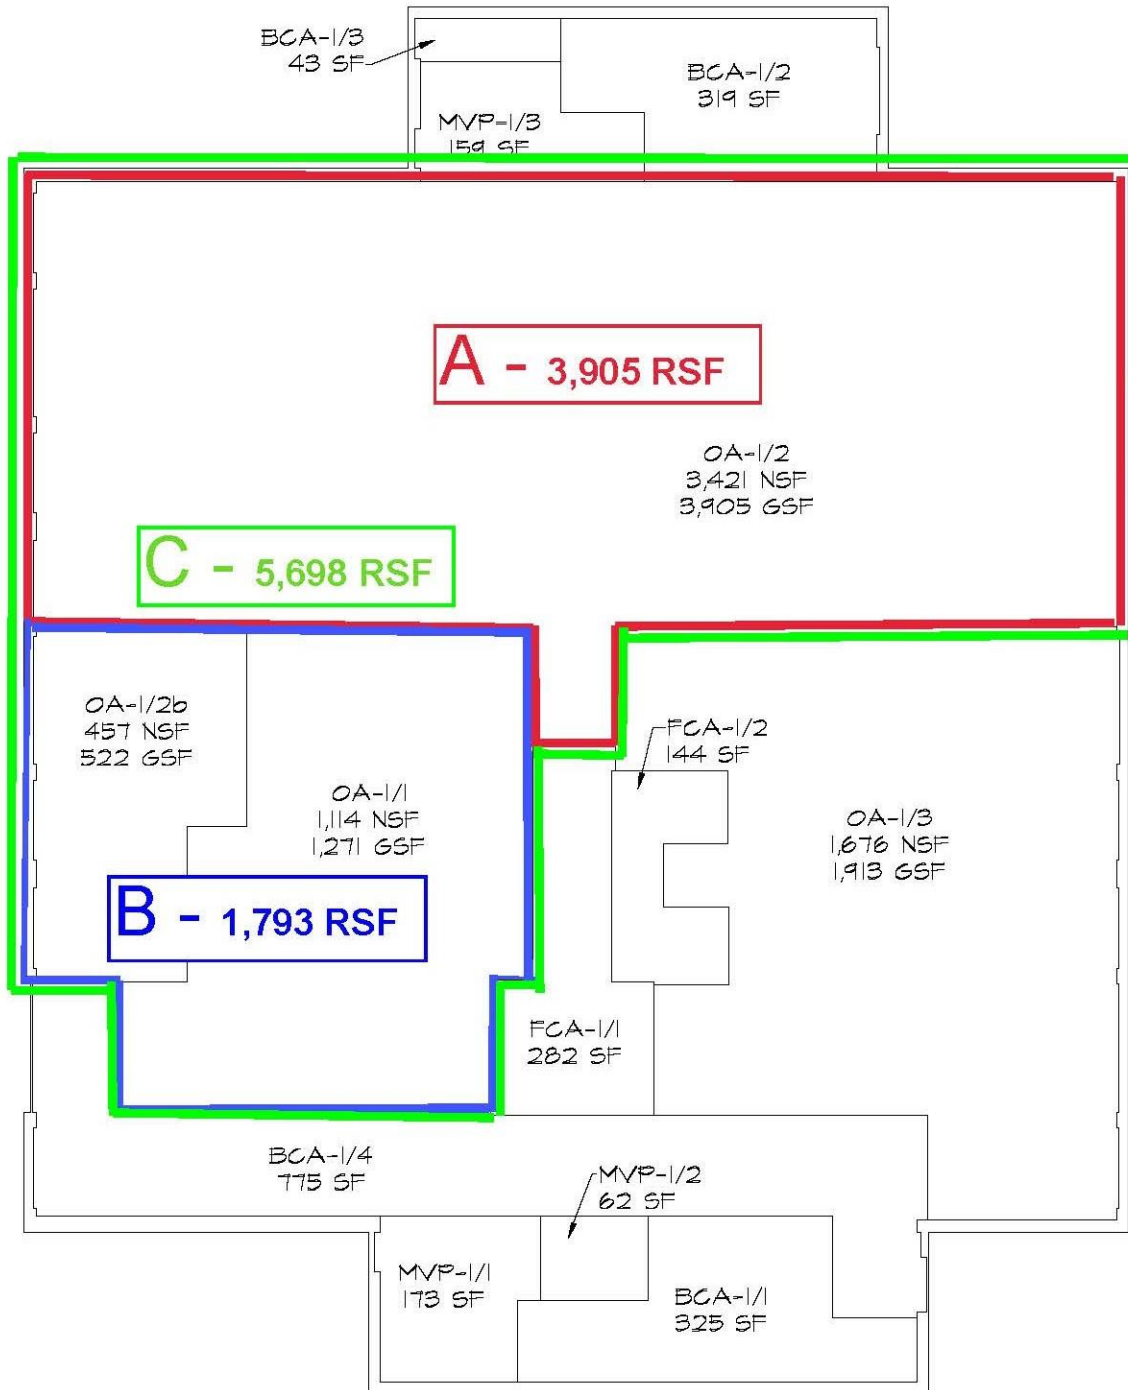 BCA-1/3
43 SF
BCA-1/2
319 SF
MVP-1/3
159 SF
A - 3,905 RSF
OA-1/2
3,421 NSF
3,905 GSF
C - 5,698 RSF
OA-1/2b
457 NSF
522 GSF
FCA-1/2
144 SF
OA-1/1
1,114 NSF
1,271 GSF
OA-1/3
1,676 NSF
1,913 GSF
B - 1,793 RSF
FCA-1/1
282 SF
BCA-1/4
775 SF
MVP-1/2
62 SF
MVP-1/1
173 SF
BCA-1/1
325 SF